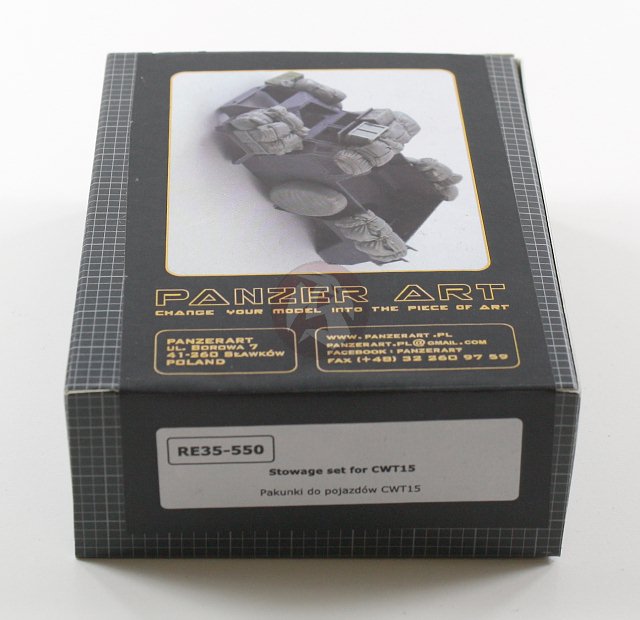 PANZER ART
CHANGE YOUR MODEL INTO THE PIECE OF ART
PANZERART
UL. BOROWA 7
41-260 SŁAWKÓW
POLAND
WWW.PANZERART.PL
PANZERART.PL@GMAIL.COM
FACEBOOK: PANZERART
FAX (+48) 32 260 97 59
RE35-550
Stowage set for CWT15
Pakunki do pojazdów CWT15